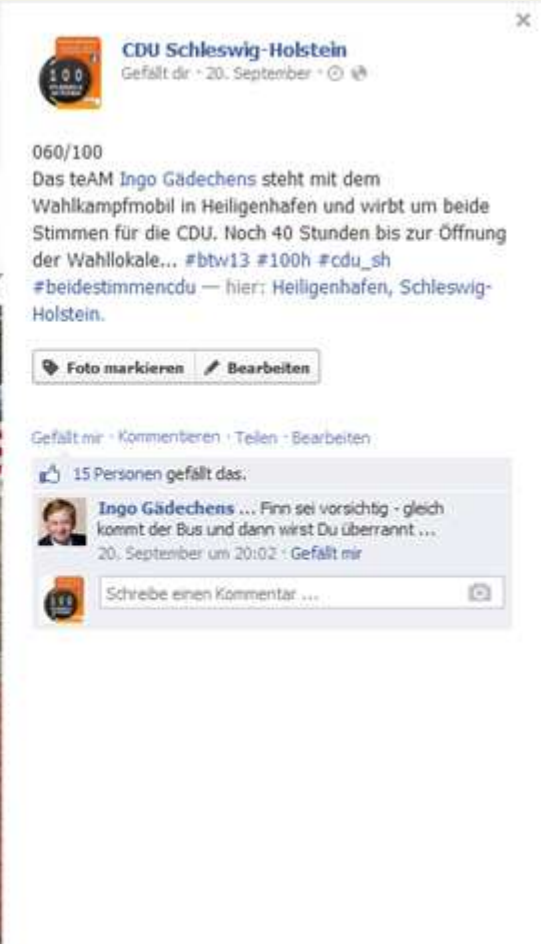 CDU Schleswig-Holstein
Gefällt dir · 20. September ·
060/100
Das teAM Ingo Gädechens steht mit dem
Wahlkampfmobil in Heiligenhafen und wirbt um beide
Stimmen für die CDU. Noch 40 Stunden bis zur Öffnung
der Wahllokale... #btw13 #100h #cdu_sh
#beidestimmencdu — hier: Heiligenhafen, Schleswig-
Holstein.
Foto markieren Bearbeiten
Gefällt mir · Kommentieren · Teilen · Bearbeiten
15 Personen gefällt das.
Ingo Gädechens ... Finn sei vorsichtig - gleich
kommt der Bus und dann wirst Du überrannt ...
20. September um 20:02 · Gefällt mir
Schreibe einen Kommentar ...
100